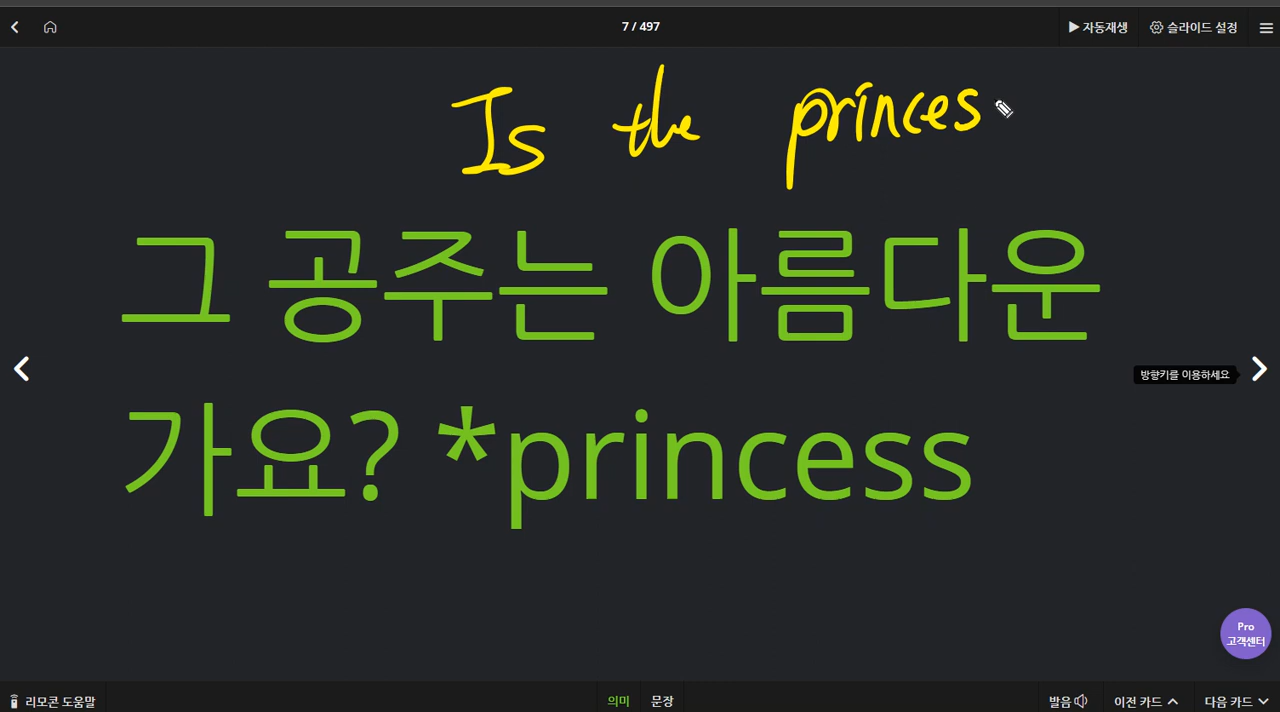 7 / 497
자동재생
슬라이드 설정
Is the princes
그 공주는 아름다운
가요? *princess
방향키를 이용하세요
Pro
고객센터
리모콘 도움말
의미
문장
발음
이전 카드
다음 카드